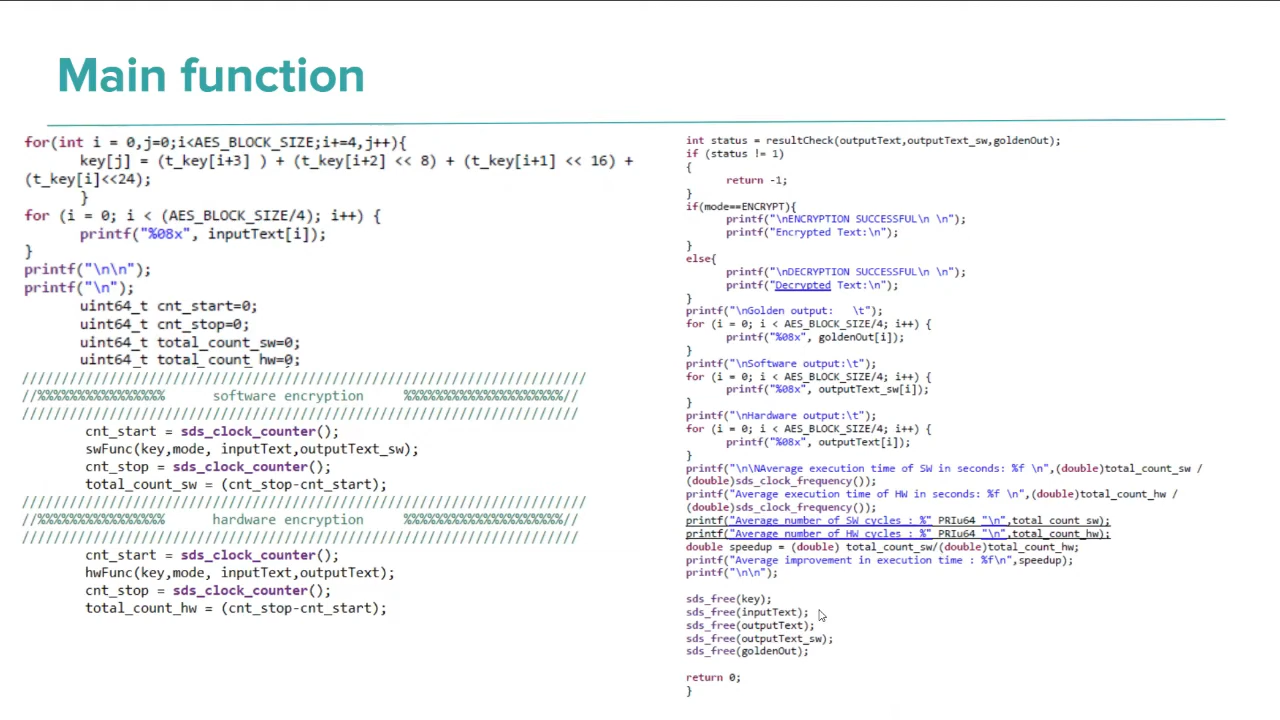 Main function
for(int i = 0,j=0;i<AES_BLOCK_SIZE;i+=4,j++){
key[j] = (t_key[i+3] ) + (t_key[i+2] << 8) + (t_key[i+1] << 16) +
(t_key[i]<<24);
}
for (i = 0; i < (AES_BLOCK_SIZE/4); i++) {
printf("%08x", inputText[i]);
}
printf("\n\n");
printf("\n");
uint64_t cnt_start=0;
uint64_t cnt_stop=0;
uint64_t total_count_sw=0;
uint64_t total_count_hw=0;
////////////////////////////////////////////////////////////////////////
//%%%%%%%%%%%%%%%% software encryption %%%%%%%%%%%%%%%%%%%%//
///////////////////////////////////////////////////////////////////////
cnt_start = sds_clock_counter();
swFunc(key,mode, inputText,outputText_sw);
cnt_stop = sds_clock_counter();
total_count_sw = (cnt_stop-cnt_start);
////////////////////////////////////////////////////////////////////////
//%%%%%%%%%%%%%%%% hardware encryption %%%%%%%%%%%%%%%%%%%%//
///////////////////////////////////////////////////////////////////////
cnt_start = sds_clock_counter();
hwFunc(key,mode, inputText,outputText);
cnt_stop = sds_clock_counter();
total_count_hw = (cnt_stop-cnt_start);
int status = resultCheck(outputText,outputText_sw,goldenOut);
if (status != 1)
{
return -1;
}
if(mode==ENCRYPT){
printf("\nENCRYPTION SUCCESSFUL\n \n");
printf("Encrypted Text:\n");
}
else{
printf("\nDECRYPTION SUCCESSFUL\n \n");
printf("Decrypted Text:\n");
}
printf("\nGolden output: \t");
for (i = 0; i < AES_BLOCK_SIZE/4; i++) {
printf("%08x", goldenOut[i]);
}
printf("\nSoftware output:\t");
for (i = 0; i < AES_BLOCK_SIZE/4; i++) {
printf("%08x", outputText_sw[i]);
}
printf("\nHardware output:\t");
for (i = 0; i < AES_BLOCK_SIZE/4; i++) {
printf("%08x", outputText[i]);
}
printf("\n\NAverage execution time of SW in seconds: %f \n",(double)total_count_sw /
(double)sds_clock_frequency());
printf("Average execution time of HW in seconds: %f \n",(double)total_count_hw /
(double)sds_clock_frequency());
printf("Average number of SW cycles : %" PRIu64 "\n",total_count_sw);
printf("Average number of HW cycles : %" PRIu64 "\n",total_count_hw);
double speedup = (double) total_count_sw/(double)total_count_hw;
printf("Average improvement in execution time : %f\n",speedup);
printf("\n\n");
sds_free(key);
sds_free(inputText);
sds_free(outputText);
sds_free(outputText_sw);
sds_free(goldenOut);
return 0;
}